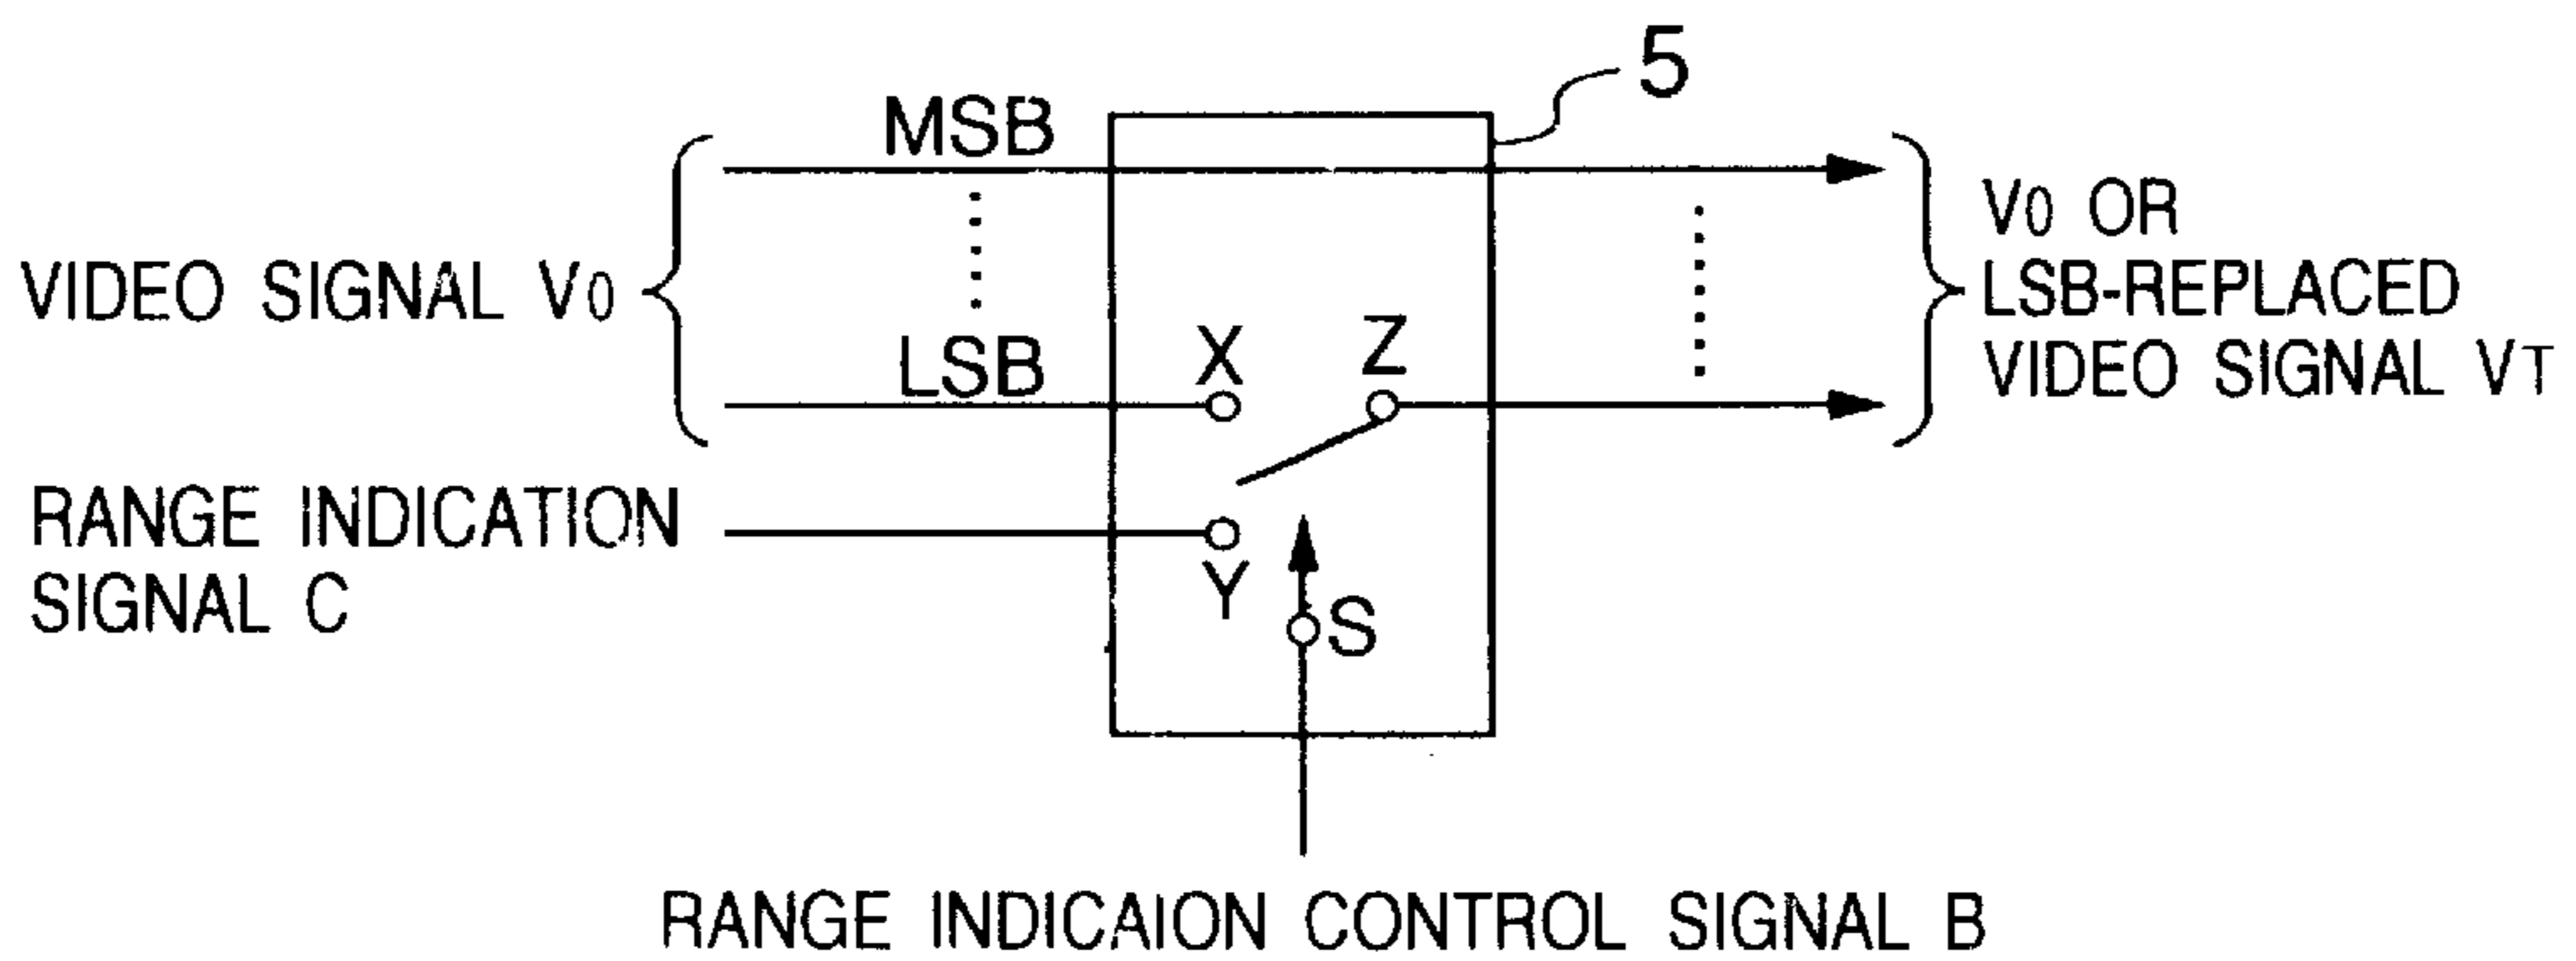 5
MSB
VIDEO SIGNAL V0
LSB
X
Z
V0 OR
LSB-REPLACED
VIDEO SIGNAL VT
RANGE INDICATION
SIGNAL C
Y
S
RANGE INDICAION CONTROL SIGNAL B